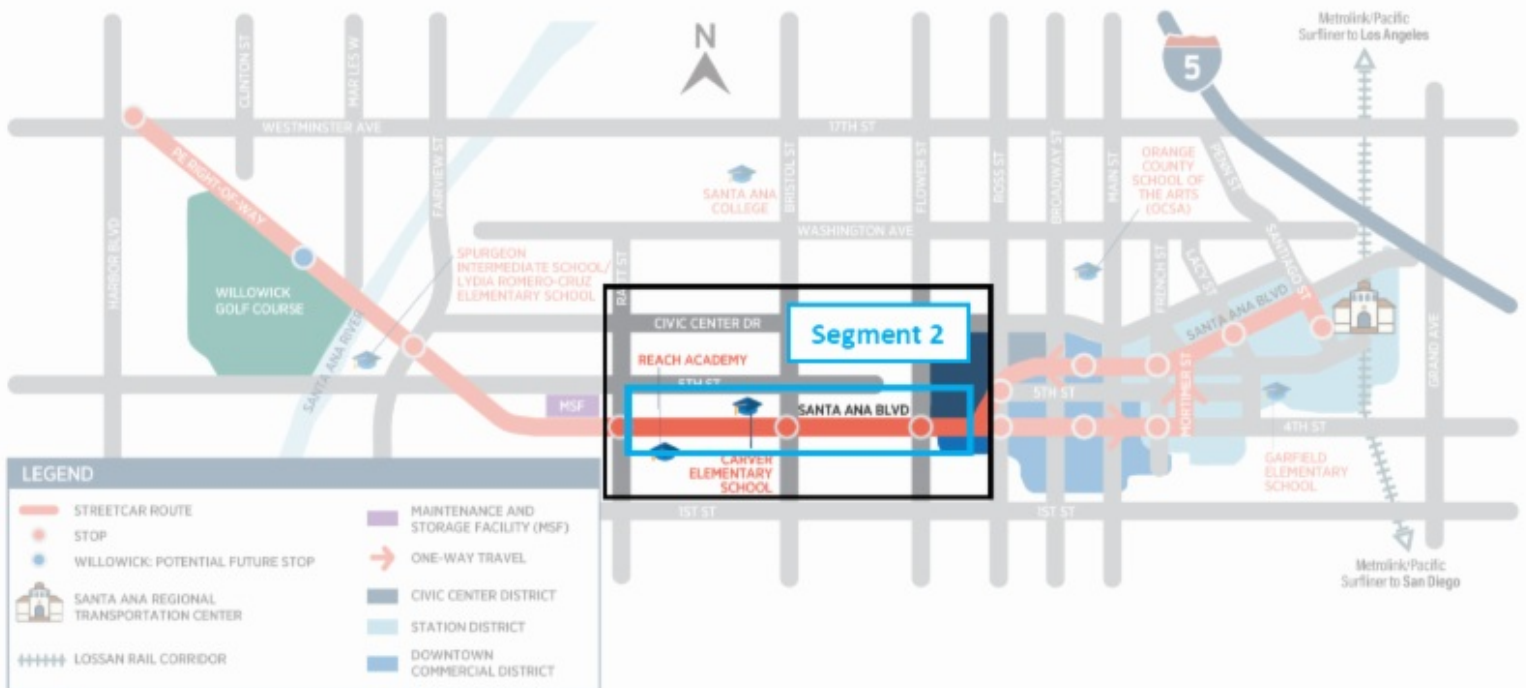 Metrolink/Pacific
Surfliner to Los Angeles
N
5
CLINTON ST
MAR LES W
HARBOR BLVD
FAIRVIEW ST
WESTMINSTER AVE
17TH ST
PE RIGHT-OF-WAY
SANTA ANA
COLLEGE
BRISTOL ST
FLOWER ST
ROSS ST
BROADWAY ST
MAIN ST
ORANGE
COUNTY
SCHOOL OF
THE ARTS
(OCSA)
PENN ST
WASHINGTON AVE
SANTIAGO ST
FRENCH ST
LACY ST
SPURGEON
INTERMEDIATE SCHOOL/
LYDIA ROMERO-CRUZ
ELEMENTARY SCHOOL
WILLOWICK
GOLF COURSE
SANTA ANA RIVER
CIVIC CENTER DR
Segment 2
SANTA ANA BLVD
GRAND AVE
REACH ACADEMY
5TH ST
5TH ST
MSF
SANTA ANA BLVD
MORTIMER ST
4TH ST
CARVER
ELEMENTARY
SCHOOL
GARFIELD
ELEMENTARY
SCHOOL
1ST ST
1ST ST
Metrolink/Pacific
Surfliner to San Diego
LEGEND
STREETCAR ROUTE
STOP
WILLOWICK: POTENTIAL FUTURE STOP
SANTA ANA REGIONAL
TRANSPORTATION CENTER
LOSSAN RAIL CORRIDOR
MAINTENANCE AND
STORAGE FACILITY (MSF)
ONE-WAY TRAVEL
CIVIC CENTER DISTRICT
STATION DISTRICT
DOWNTOWN
COMMERCIAL DISTRICT